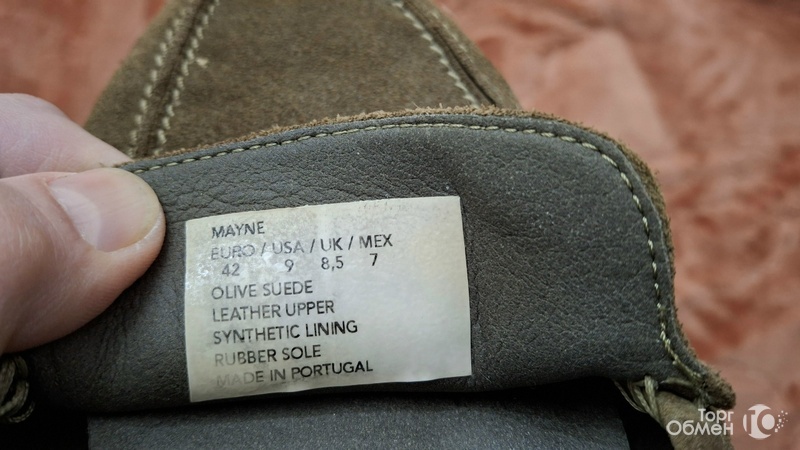 MAYNE
EURO / USA / UK / MEX
42 9 8,5 7
OLIVE SUEDE
LEATHER UPPER
SYNTHETIC LINING
RUBBER SOLE
MADE IN PORTUGAL
Торг
Обмен